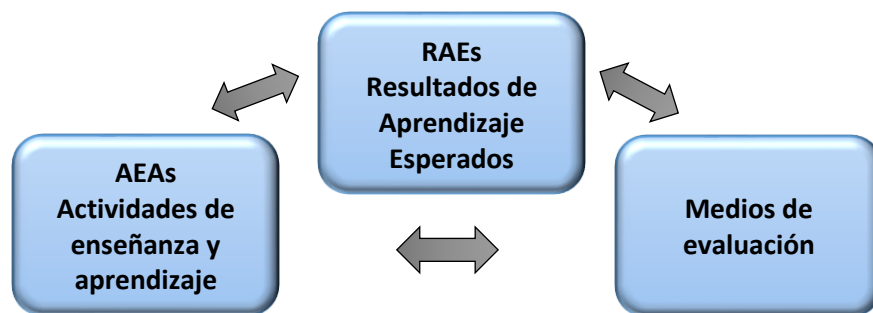 RAEs
Resultados de
Aprendizaje
Esperados
AEAs
Actividades de
enseñanza y
aprendizaje
Medios de
evaluación